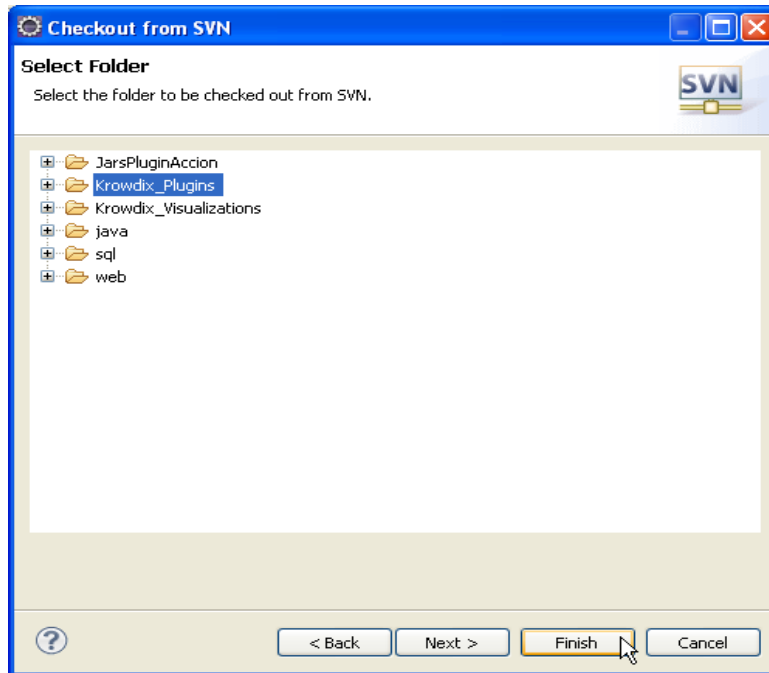 Checkout from SVN
Select Folder
Select the folder to be checked out from SVN.
SVN
JarsPluginAccion
Krowdix_Plugins
Krowdix_Visualizations
java
sql
web
?
< Back Next > Finish Cancel